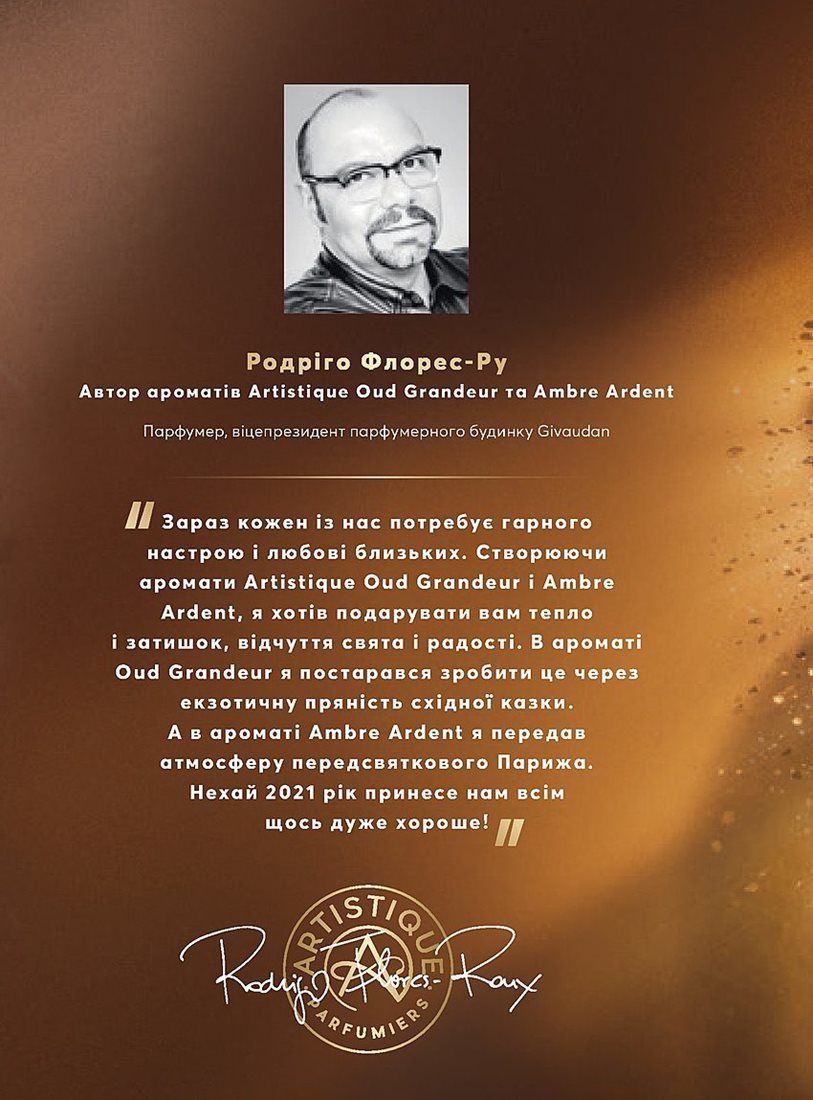 Родріго Флорес-Ру
Автор ароматів Artistique Oud Grandeur та Ambre Ardent
Парфумер, віцепрезидент парфумерного будинку Givaudan
"Зараз кожен із нас потребує гарного
настрою і любові близьких. Створюючи
аромати Artistique Oud Grandeur і Ambre
Ardent, я хотів подарувати вам тепло
і затишок, відчуття свята і радості. В ароматі
Oud Grandeur я постарався зробити це через
екзотичну пряність східної казки.
А в ароматі Ambre Ardent я передав
атмосферу передсвяткового Парижа.
Нехай 2021 рік принесе нам всім
щось дуже хороше!"
ARTISTIQUE
Rodrigo Flores-Roux
PARFUMIERS